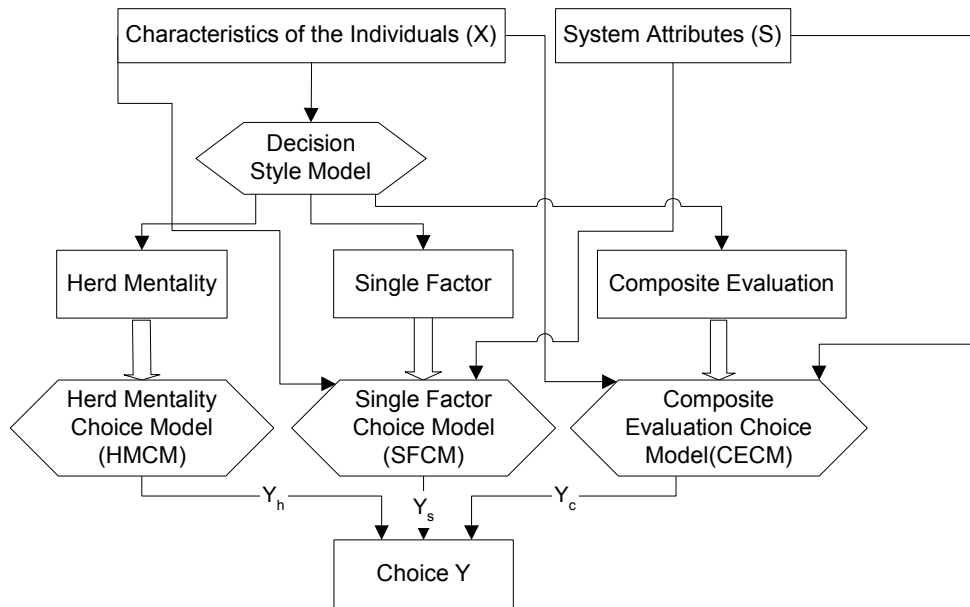 Characteristics of the Individuals (X)
System Attributes (S)
Decision
Style Model
Herd Mentality
Single Factor
Composite Evaluation
Herd Mentality
Choice Model
(HMCM)
Single Factor
Choice Model
(SFCM)
Composite
Evaluation Choice
Model(CECM)
Yh
Ys
Yc
Choice Y